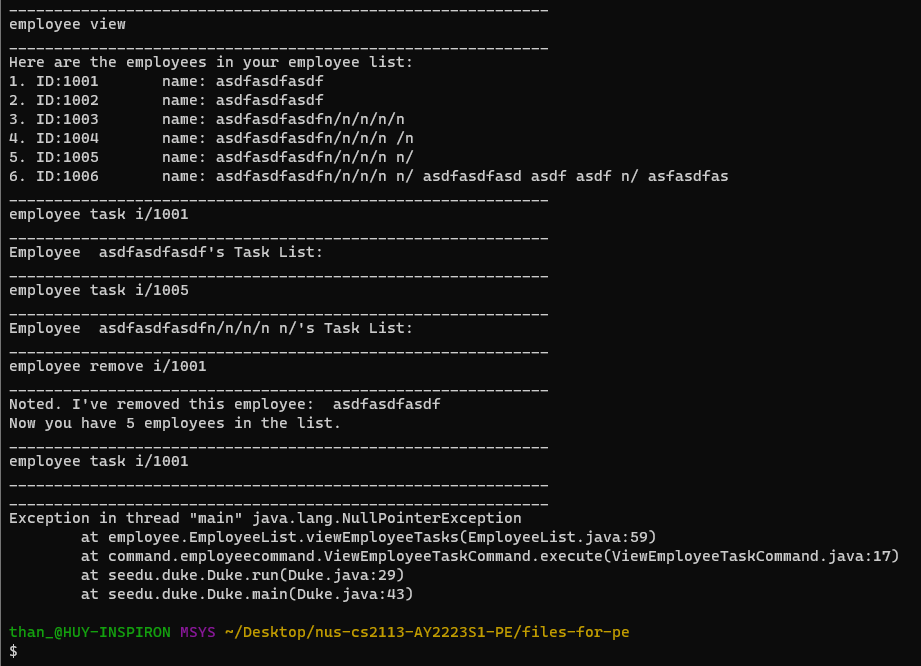 ____________________________________________________________
employee view
____________________________________________________________
Here are the employees in your employee list:
1. ID:1001       name: asdfasdfasdf
2. ID:1002       name: asdfasdfasdf
3. ID:1003       name: asdfasdfasdfn/n/n/n/n
4. ID:1004       name: asdfasdfasdfn/n/n/n /n
5. ID:1005       name: asdfasdfasdfn/n/n/n n/
6. ID:1006       name: asdfasdfasdfn/n/n/n n/ asdfasdfasd asdf asdf n/ asfasdfas
____________________________________________________________
employee task i/1001
____________________________________________________________
Employee  asdfasdfasdf's Task List:
____________________________________________________________
employee task i/1005
____________________________________________________________
Employee  asdfasdfasdfn/n/n/n n/'s Task List:
____________________________________________________________
employee remove i/1001
____________________________________________________________
Noted. I've removed this employee:  asdfasdfasdf
Now you have 5 employees in the list.
____________________________________________________________
employee task i/1001
____________________________________________________________
____________________________________________________________
Exception in thread "main" java.lang.NullPointerException
        at employee.EmployeeList.viewEmployeeTasks(EmployeeList.java:59)
        at command.employeecommand.ViewEmployeeTaskCommand.execute(ViewEmployeeTaskCommand.java:17)
        at seedu.duke.Duke.run(Duke.java:29)
        at seedu.duke.Duke.main(Duke.java:43)
than_@HUY-INSPIRON MSYS ~/Desktop/nus-cs2113-AY2223S1-PE/files-for-pe
$